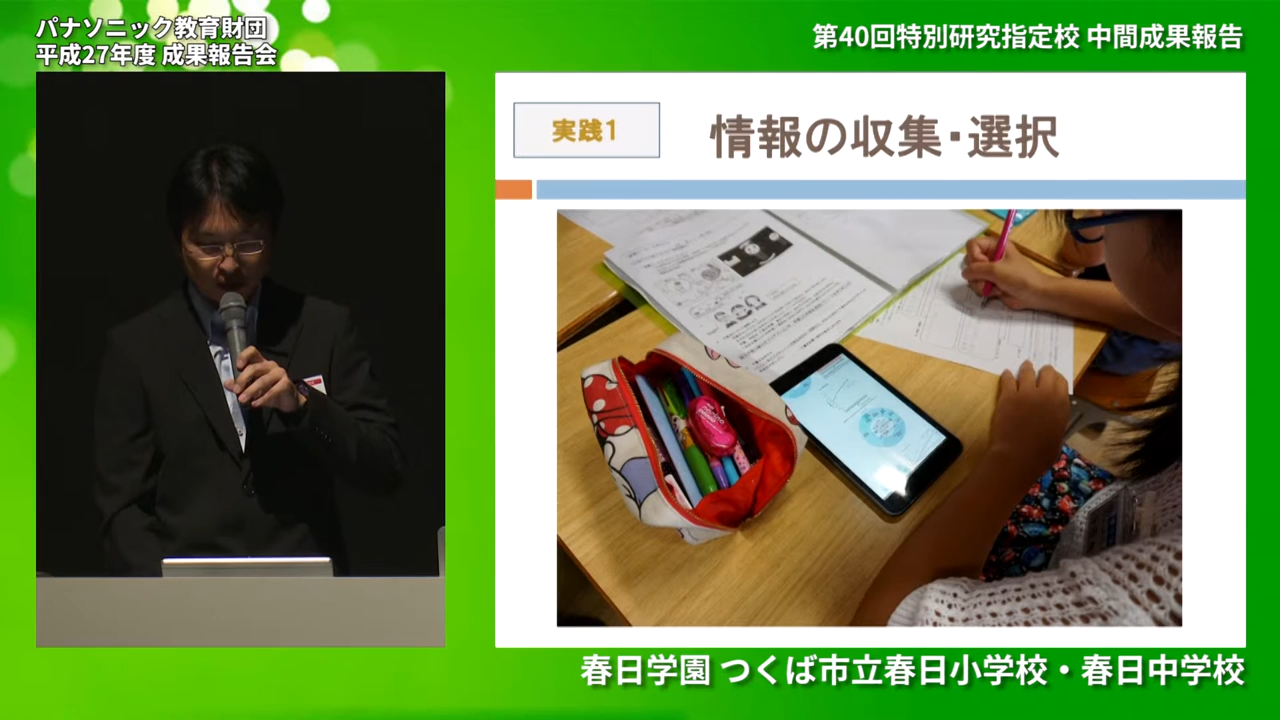 パナソニック教育財団
平成27年度 成果報告会
第40回特別研究指定校 中間成果報告
実践1
情報の収集・選択
春日学園 つくば市立春日小学校・春日中学校